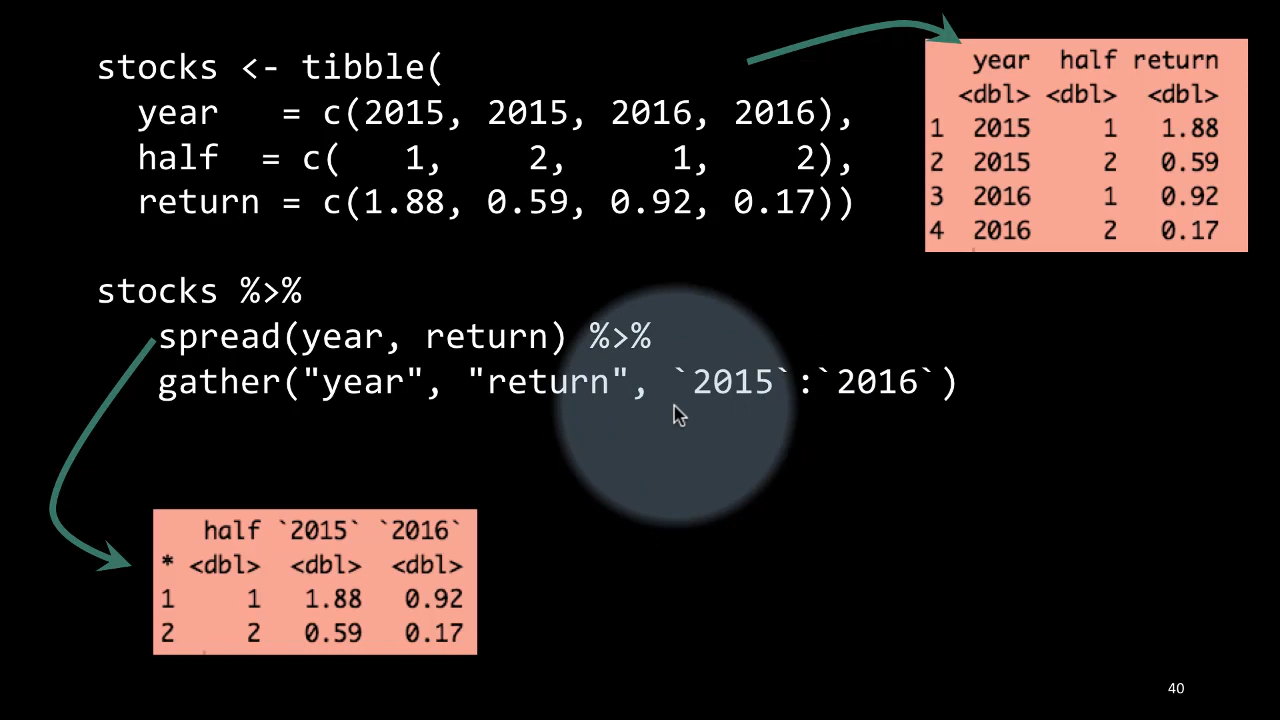 stocks <- tibble(
year = c(2015, 2015, 2016, 2016),
half = c( 1, 2, 1, 2),
return = c(1.88, 0.59, 0.92, 0.17))
year half return
<dbl> <dbl> <dbl>
1 2015 1 1.88
2 2015 2 0.59
3 2016 1 0.92
4 2016 2 0.17
stocks %>%
spread(year, return) %>%
gather("year", "return", `2015`:`2016`)
half `2015` `2016`
* <dbl> <dbl> <dbl>
1 1 1.88 0.92
2 2 0.59 0.17
40